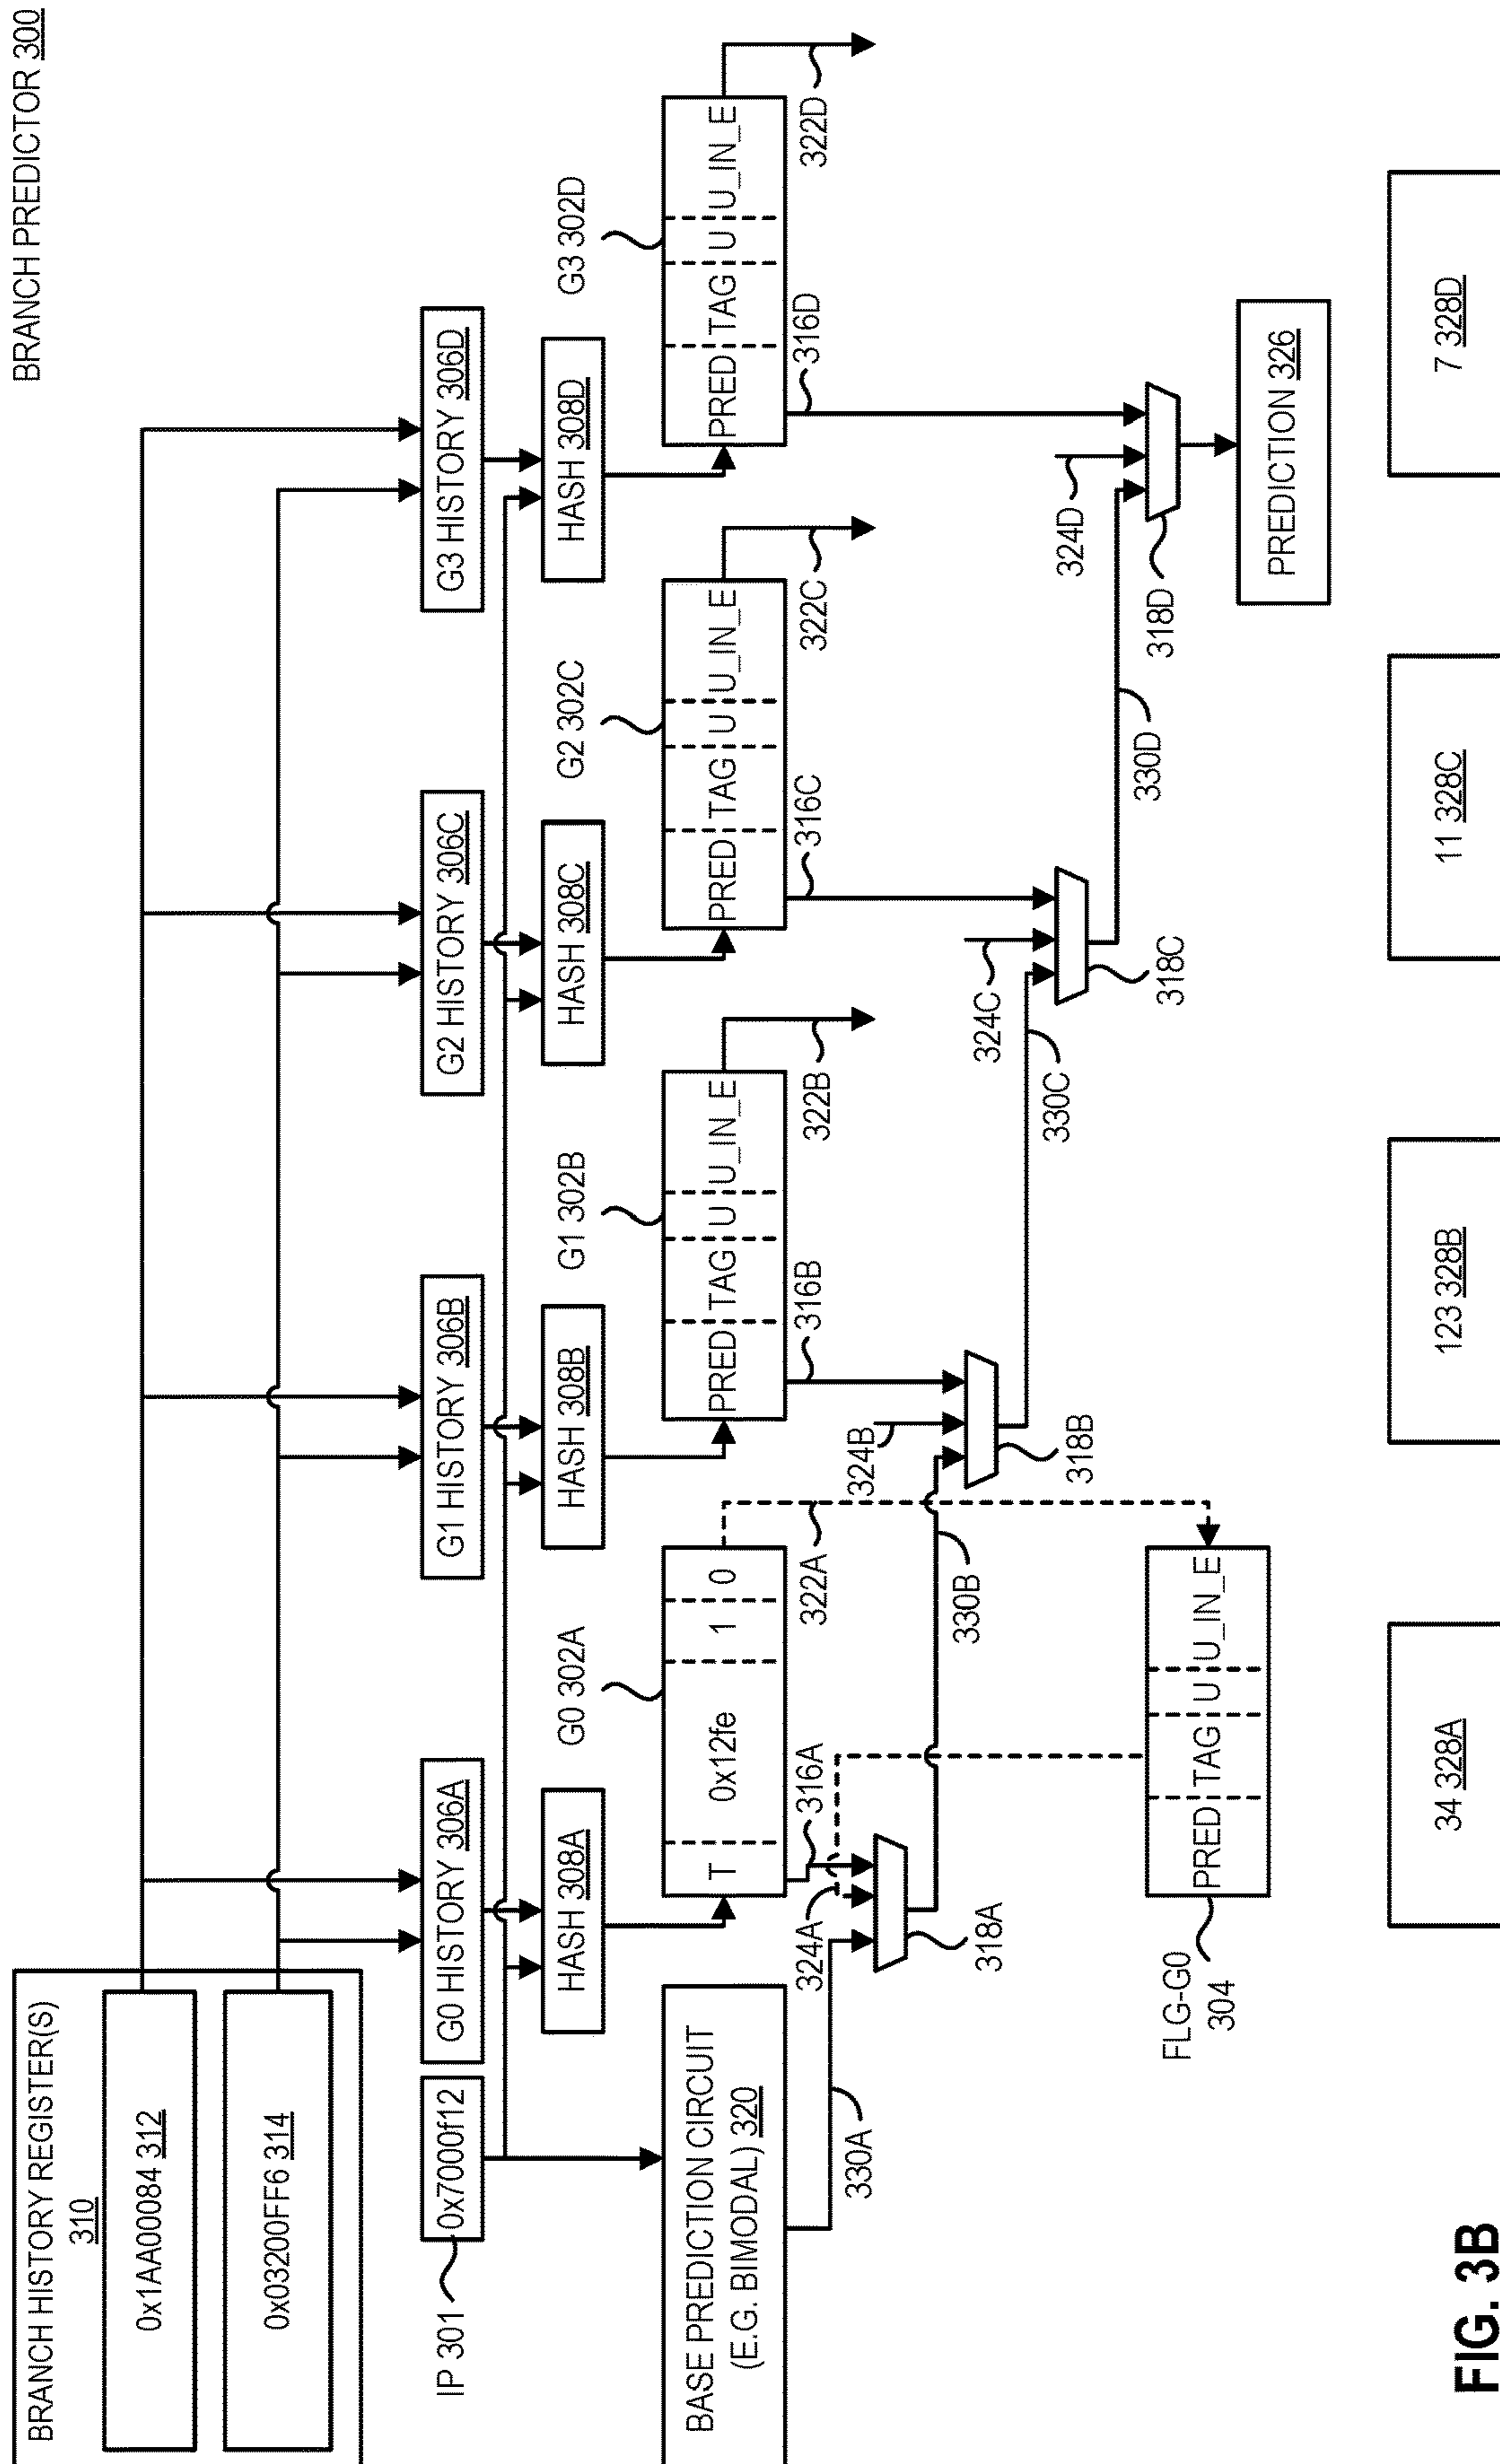 BRANCH PREDICTOR 300
BRANCH HISTORY REGISTER(S)
310
0x1AA00084 312
0x03200FF6 314
IP 301
0x7000f12
G0 HISTORY 306A
G1 HISTORY 306B
G2 HISTORY 306C
G3 HISTORY 306D
HASH 308A
HASH 308B
HASH 308C
HASH 308D
G0 302A
G1 302B
G2 302C
G3 302D
BASE PREDICTION CIRCUIT
(E.G. BIMODAL) 320
T 0x12fe 1 0
PRED TAG U U_IN_E
PRED TAG U U_IN_E
PRED TAG U U_IN_E
316A
322A
316B
322B
316C
322C
316D
322D
330A
324A
318A
330B
324B
318B
330C
324C
318C
330D
324D
318D
FLG-G0
304
PRED TAG U U_IN_E
PREDICTION 326
34 328A
123 328B
11 328C
7 328D
FIG. 3B